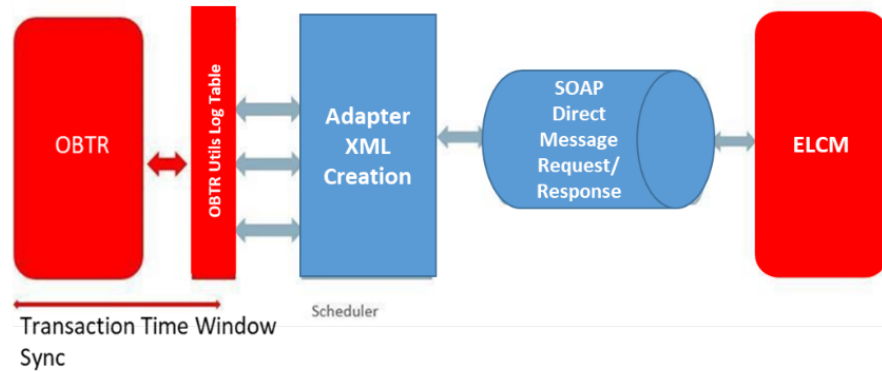 OBTR
OBTR Utils Log Table
Adapter
XML
Creation
SOAP
Direct
Message
Request/
Response
ELCM
Scheduler
Transaction Time Window
Sync